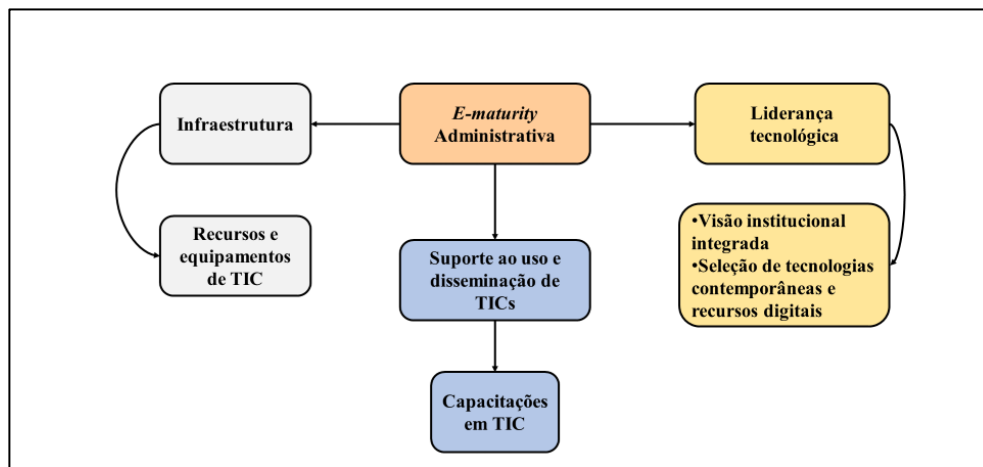 Infraestrutura
E-maturity
Administrativa
Liderança
tecnológica
Recursos e
equipamentos
de TIC
Suporte ao uso e
disseminação de
TICs
•Visão institucional
integrada
•Seleção de tecnologias
contemporâneas e
recursos digitais
Capacitações
em TIC